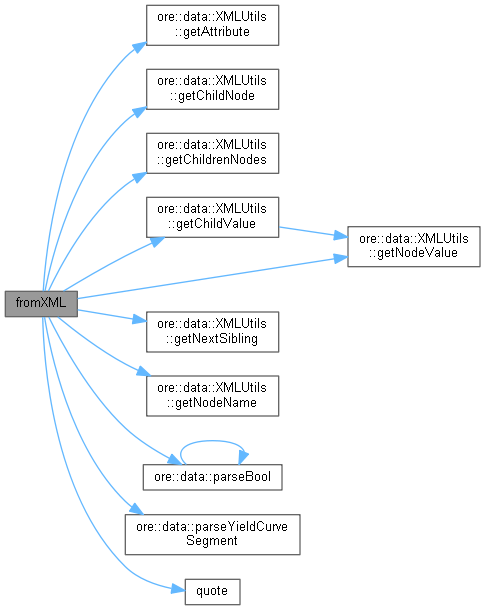 ore::data::XMLUtils
::getAttribute
ore::data::XMLUtils
::getChildNode
ore::data::XMLUtils
::getChildrenNodes
ore::data::XMLUtils
::getChildValue
ore::data::XMLUtils
::getNodeValue
fromXML
ore::data::XMLUtils
::getNextSibling
ore::data::XMLUtils
::getNodeName
ore::data::parseBool
ore::data::parseYieldCurve
Segment
quote